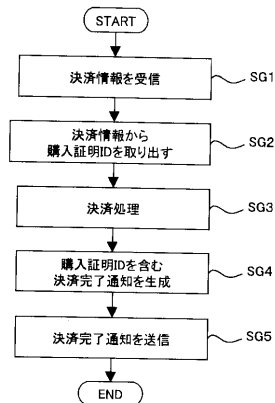 START
決済情報を受信
SG1
決済情報から
購入証明IDを取り出す
SG2
決済処理
SG3
購入証明IDを含む
決済完了通知を生成
SG4
決済完了通知を送信
SG5
END